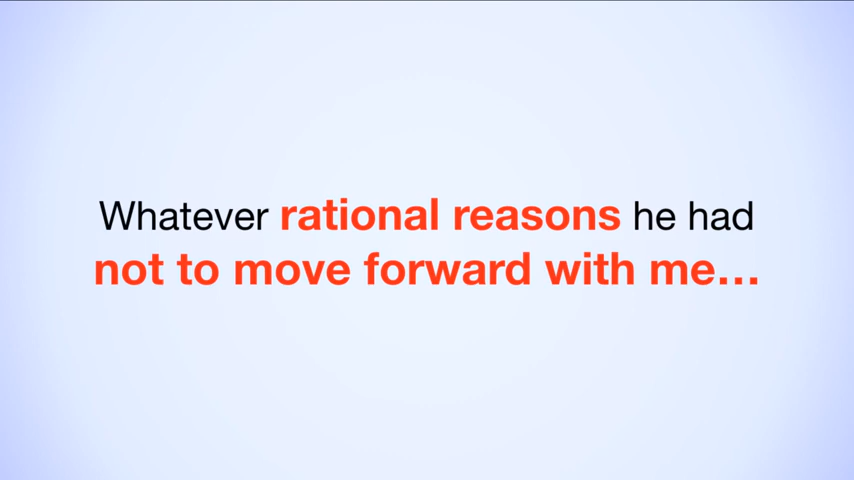 Whatever rational reasons he had
not to move forward with me…